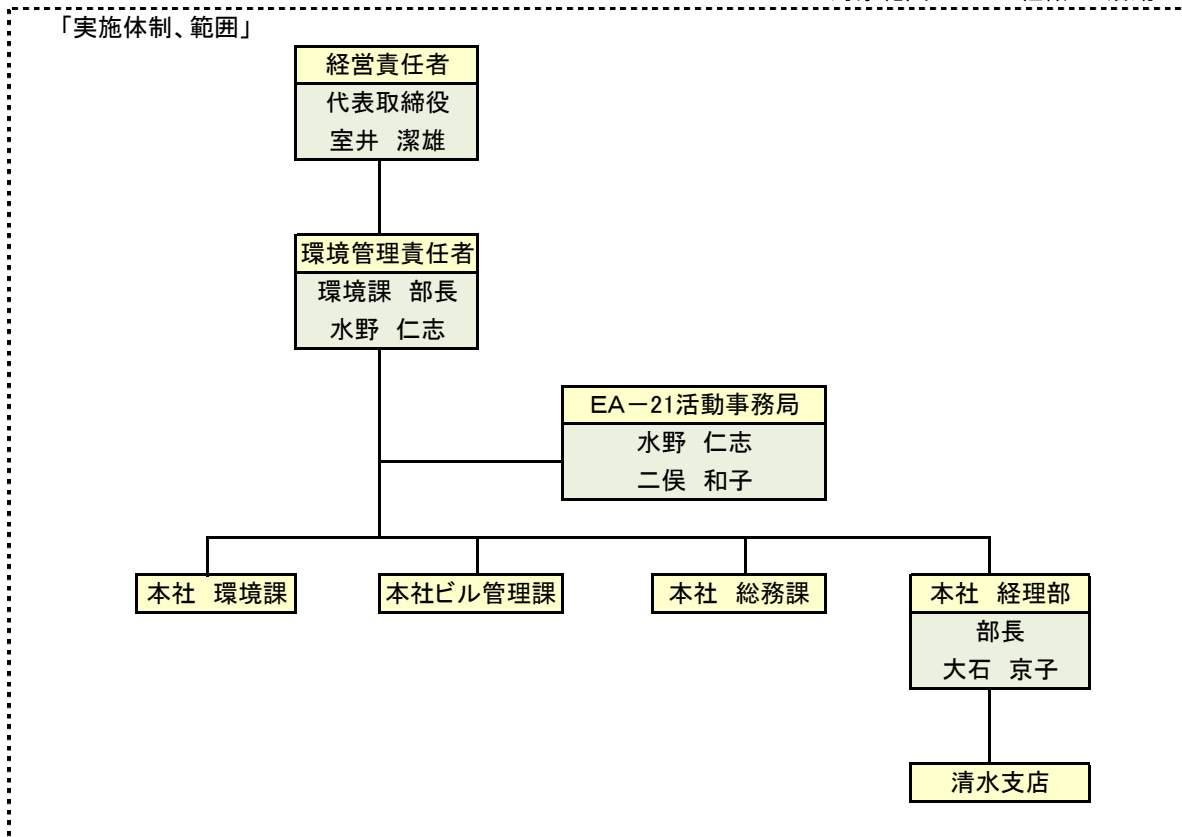 「実施体制、範囲」
経営責任者
代表取締役
室井　潔雄
環境管理責任者
環境課　部長
水野　仁志
EA－21活動事務局
水野　仁志
二俣　和子
本社　環境課
本社ビル管理課
本社　総務課
本社　経理部
部長
大石　京子
清水支店